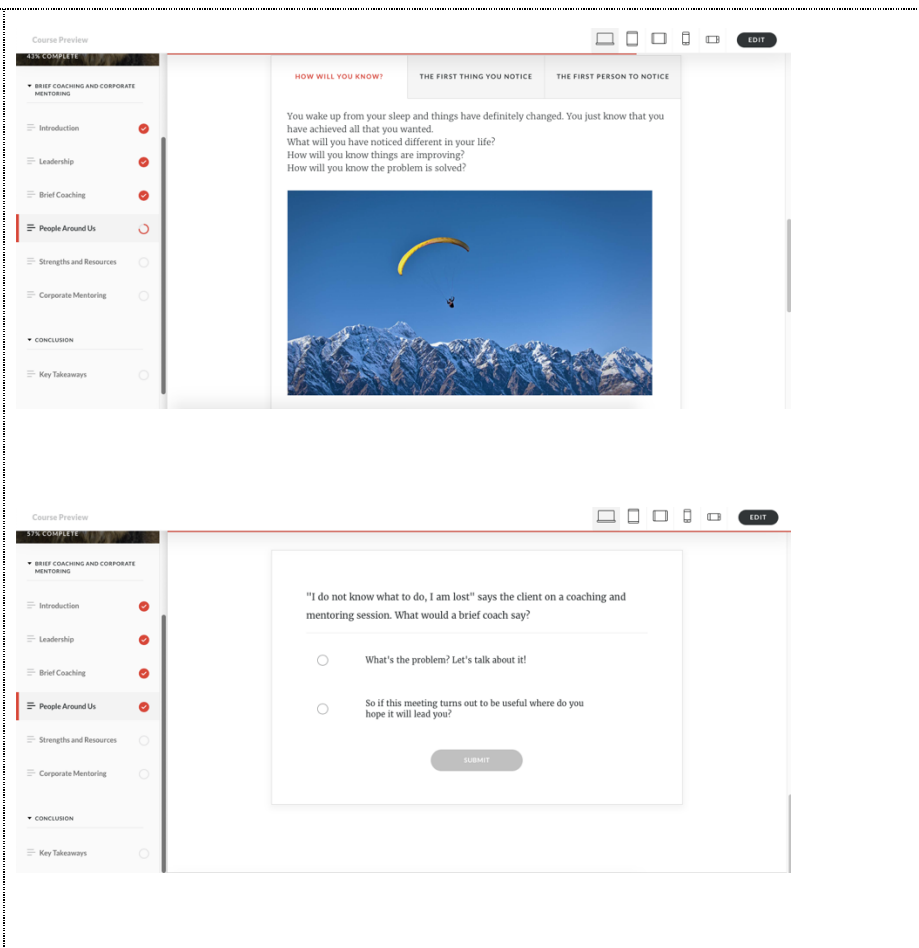 Course Preview
EDIT
43% COMPLETE
BRIEF COACHING AND CORPORATE
MENTORING
Introduction
Leadership
Brief Coaching
People Around Us
Strengths and Resources
Corporate Mentoring
CONCLUSION
Key Takeaways
HOW WILL YOU KNOW?
THE FIRST THING YOU NOTICE
THE FIRST PERSON TO NOTICE
You wake up from your sleep and things have definitely changed. You just know that you
have achieved all that you wanted.
What will you have noticed different in your life?
How will you know things are improving?
How will you know the problem is solved?
Course Preview
EDIT
57% COMPLETE
BRIEF COACHING AND CORPORATE
MENTORING
Introduction
Leadership
Brief Coaching
People Around Us
Strengths and Resources
Corporate Mentoring
CONCLUSION
Key Takeaways
"I do not know what to do, I am lost" says the client on a coaching and
mentoring session. What would a brief coach say?
What's the problem? Let's talk about it!
So if this meeting turns out to be useful where do you
hope it will lead you?
SUBMIT